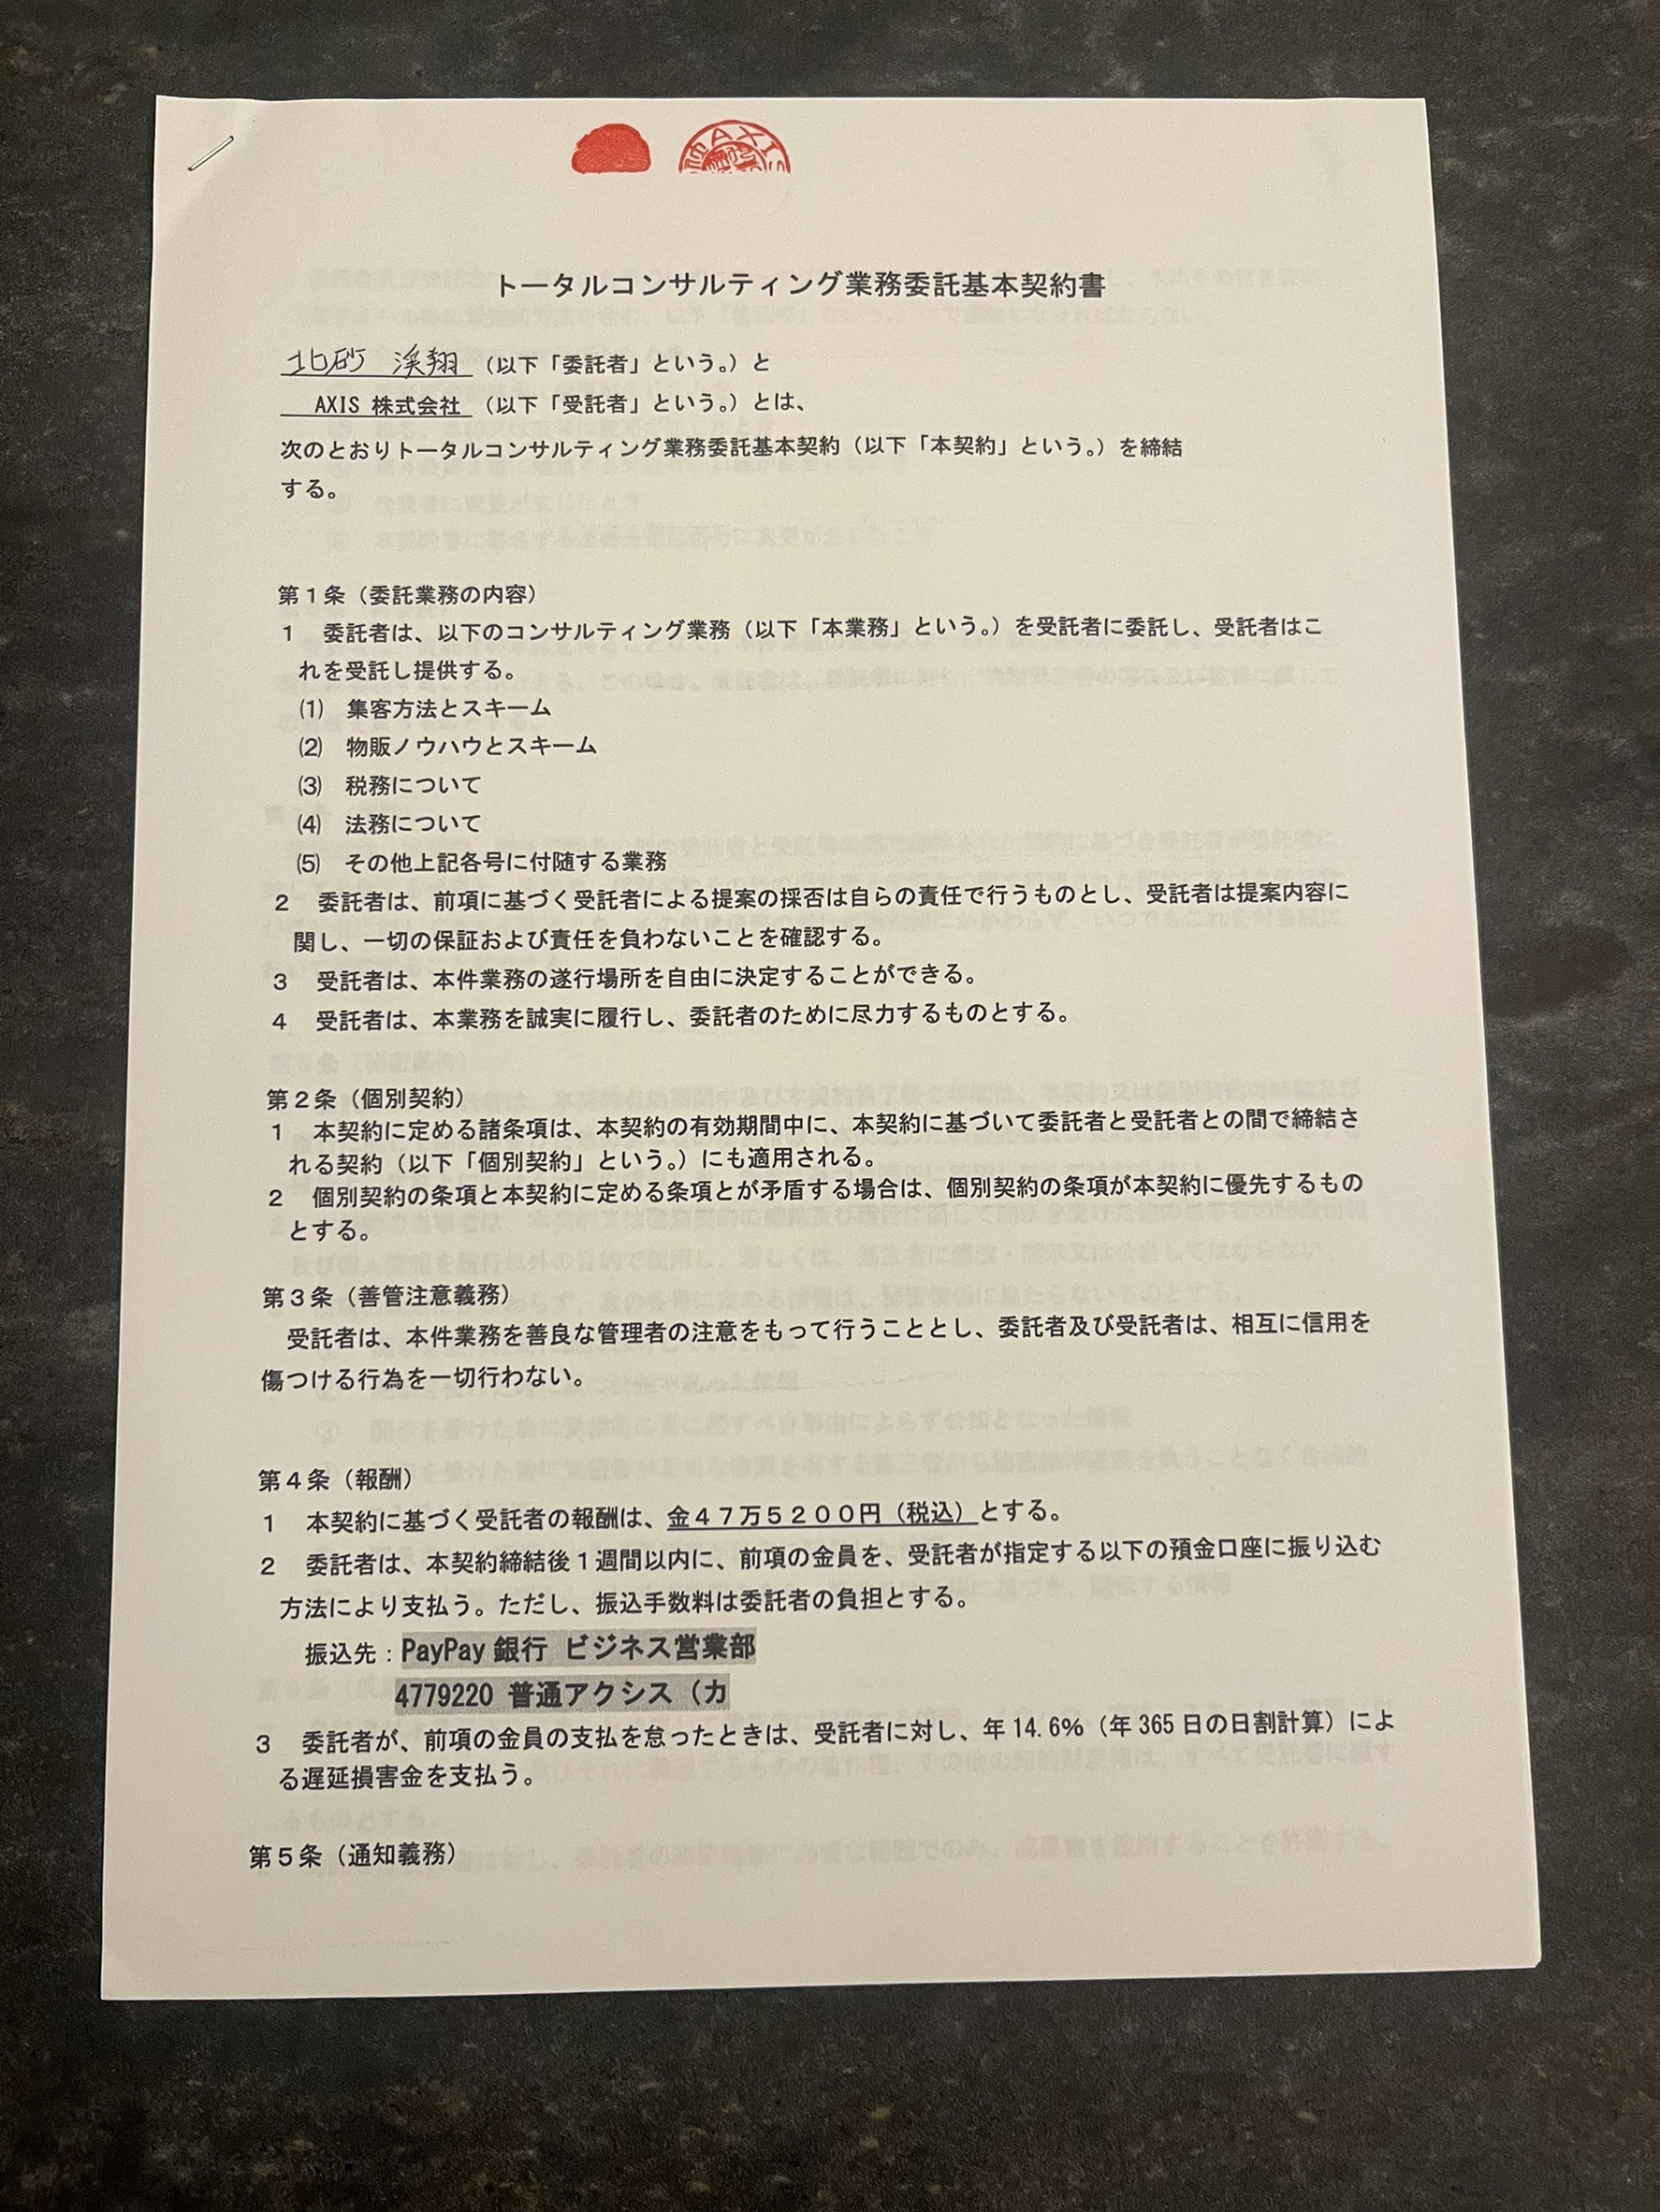 AXIS
トータルコンサルティング業務委託基本契約書
北砂 渓翔 （以下「委託者」という。）と
AXIS 株式会社 （以下「受託者」という。）とは、
次のとおりトータルコンサルティング業務委託基本契約（以下「本契約」という。）を締結
する。
第１条（委託業務の内容）
１ 委託者は、以下のコンサルティング業務（以下「本業務」という。）を受託者に委託し、受託者はこ
れを受託し提供する。
⑴ 集客方法とスキーム
⑵ 物販ノウハウとスキーム
⑶ 税務について
⑷ 法務について
⑸ その他上記各号に付随する業務
２ 委託者は、前項に基づく受託者による提案の採否は自らの責任で行うものとし、受託者は提案内容に
関し、一切の保証および責任を負わないことを確認する。
３ 受託者は、本件業務の遂行場所を自由に決定することができる。
４ 受託者は、本業務を誠実に履行し、委託者のために尽力するものとする。
第２条（個別契約）
１ 本契約に定める諸条項は、本契約の有効期間中に、本契約に基づいて委託者と受託者との間で締結さ
れる契約（以下「個別契約」という。）にも適用される。
２ 個別契約の条項と本契約に定める条項とが矛盾する場合は、個別契約の条項が本契約に優先するもの
とする。
第３条（善管注意義務）
受託者は、本件業務を善良な管理者の注意をもって行うこととし、委託者及び受託者は、相互に信用を
傷つける行為を一切行わない。
第４条（報酬）
１ 本契約に基づく受託者の報酬は、金４７万５２００円（税込）とする。
２ 委託者は、本契約締結後１週間以内に、前項の金員を、受託者が指定する以下の預金口座に振り込む
方法により支払う。ただし、振込手数料は委託者の負担とする。
振込先：PayPay 銀行 ビジネス営業部
4779220 普通アクシス（カ
３ 委託者が、前項の金員の支払を怠ったときは、受託者に対し、年 14.6%（年 365 日の日割計算）によ
る遅延損害金を支払う。
第５条（通知義務）